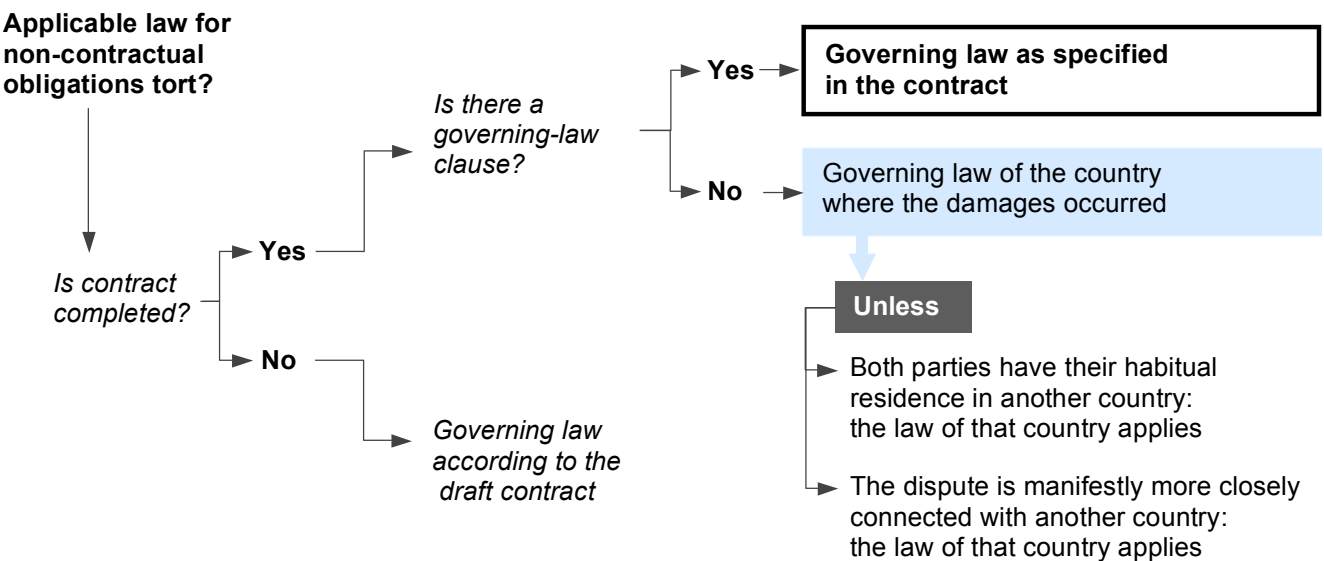 Applicable law for
non-contractual
obligations tort?
Is contract
completed?
Yes
No
Is there a
governing-law
clause?
Governing law
according to the
draft contract
Yes
No
Governing law as specified
in the contract
Governing law of the country
where the damages occurred
Unless
Both parties have their habitual
residence in another country:
the law of that country applies
The dispute is manifestly more closely
connected with another country:
the law of that country applies